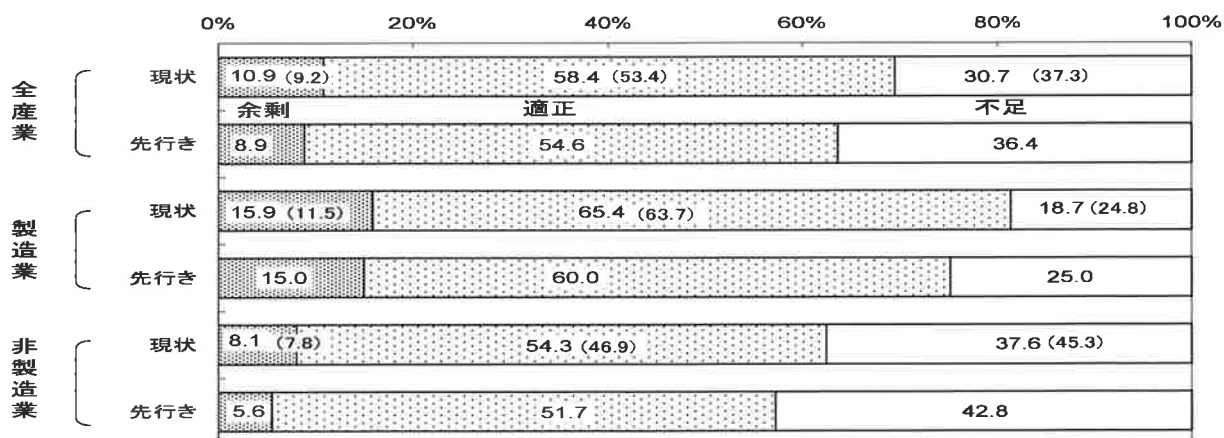 0% 20% 40% 60% 80% 100%
全産業
現状 10.9 (9.2) 58.4 (53.4) 30.7 (37.3)
余剰 適正 不足
先行き 8.9 54.6 36.4
製造業
現状 15.9 (11.5) 65.4 (63.7) 18.7 (24.8)
先行き 15.0 60.0 25.0
非製造業
現状 8.1 (7.8) 54.3 (46.9) 37.6 (45.3)
先行き 5.6 51.7 42.8